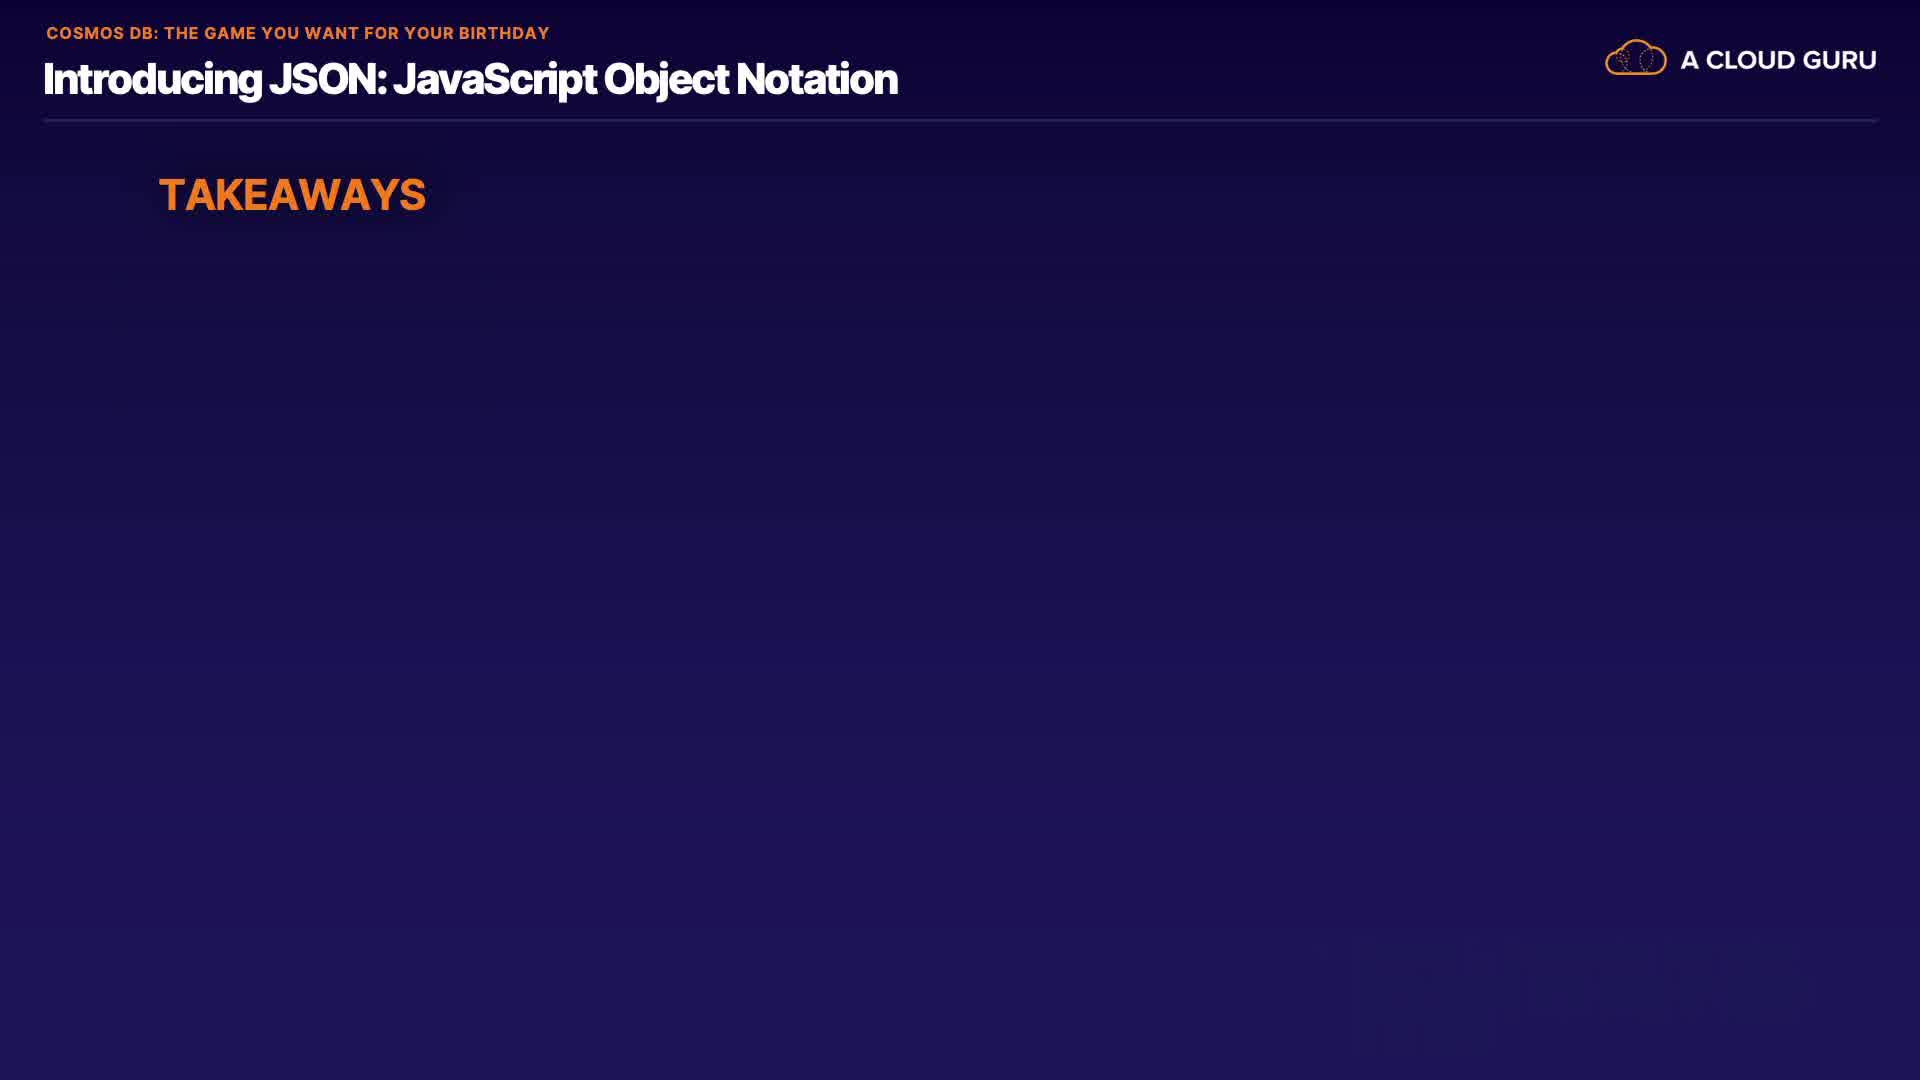 COSMOS DB: THE GAME YOU WANT FOR YOUR BIRTHDAY
Introducing JSON: JavaScript Object Notation
A CLOUD GURU
TAKEAWAYS